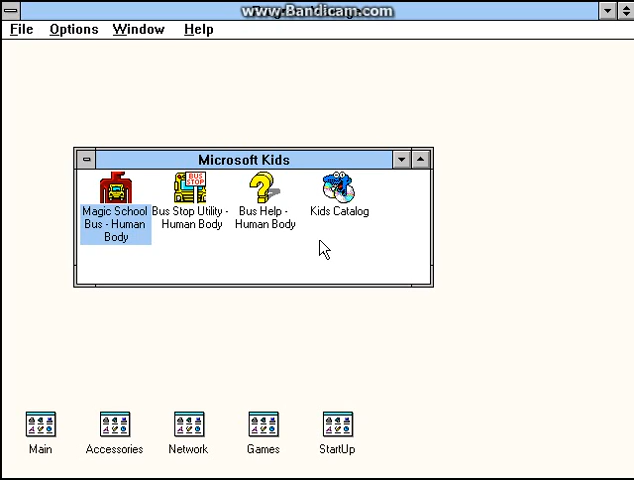 www.Bandicam.com
File Options Window Help
Microsoft Kids
Magic School Bus Stop Utility - Bus Help - Kids Catalog
Bus - Human Human Body Human Body
Body
BUS
STOP
Main Accessories Network Games StartUp